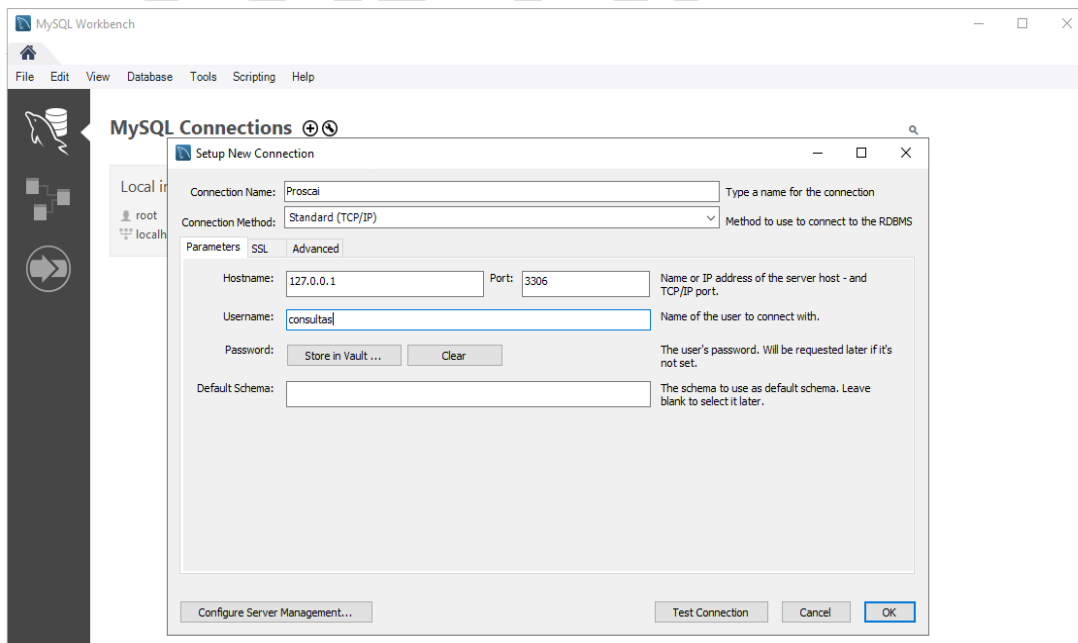 MySQL Workbench
File Edit View Database Tools Scripting Help
MySQL Connections
Setup New Connection
Connection Name: Proscai Type a name for the connection
Local in
Connection Method: Standard (TCP/IP) Method to use to connect to the RDBMS
root
localh
Parameters SSL Advanced
Hostname: 127.0.0.1 Port: 3306 Name or IP address of the server host - and
TCP/IP port.
Username: consultas Name of the user to connect with.
Password: Store in Vault ... Clear The user's password. Will be requested later if it's
not set.
Default Schema: The schema to use as default schema. Leave
blank to select it later.
Configure Server Management... Test Connection Cancel OK